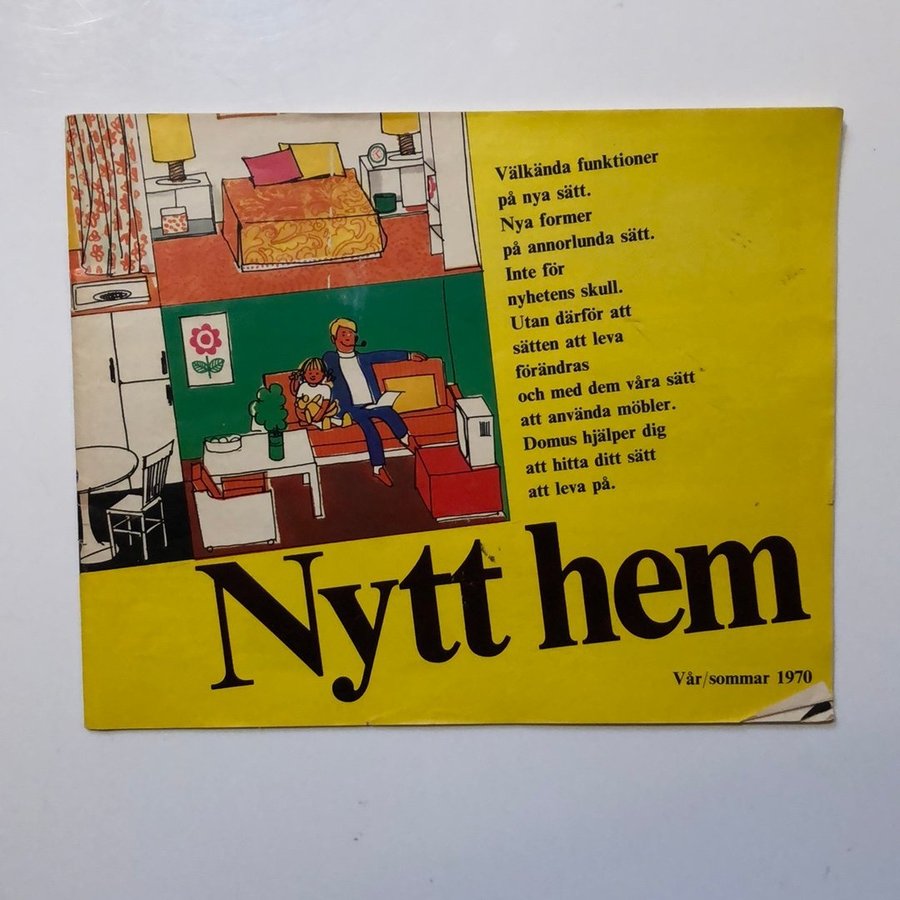 Välkända funktioner
på nya sätt.
Nya former
på annorlunda sätt.
Inte för
nyhetens skull.
Utan därför att
sätten att leva
förändras
och med dem våra sätt
att använda möbler.
Domus hjälper dig
att hitta ditt sätt
att leva på.
Nytt hem
Vår/sommar 1970